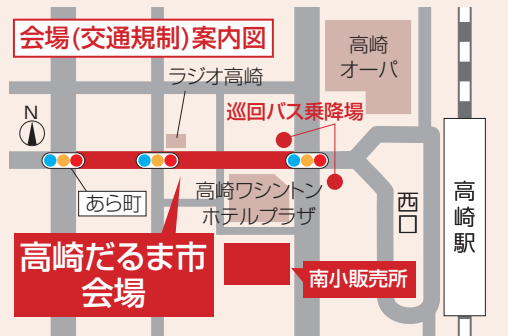 会場(交通規制)案内図
高崎
オーパ
ラジオ高崎
巡回バス乗降場
N
あら町
高崎ワシントン
ホテルプラザ
西口
高崎駅
高崎だるま市
会場
南小販売所